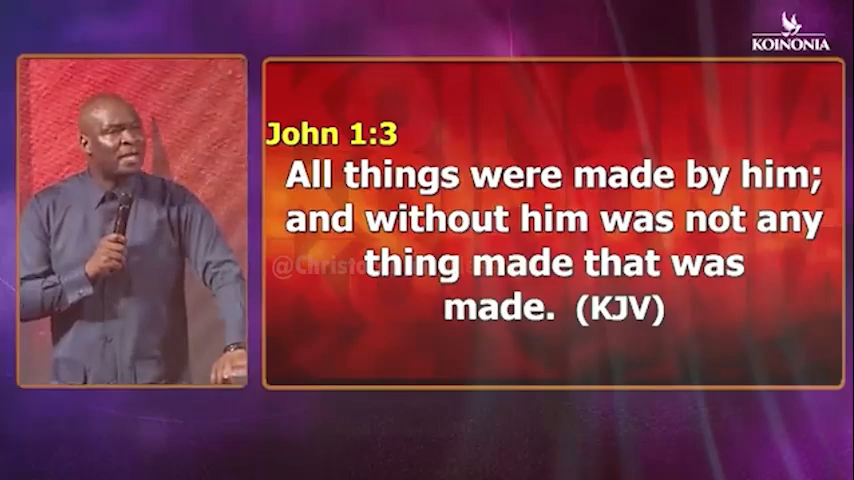 KOINONIA
John 1:3
All things were made by him;
and without him was not any
thing made that was
made. (KJV)